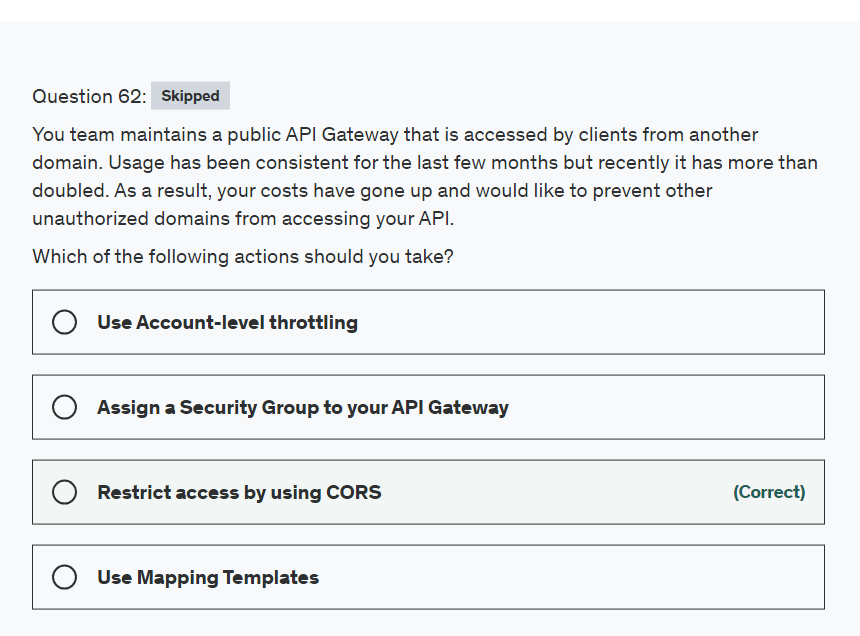 Question 62: Skipped
You team maintains a public API Gateway that is accessed by clients from another
domain. Usage has been consistent for the last few months but recently it has more than
doubled. As a result, your costs have gone up and would like to prevent other
unauthorized domains from accessing your API.
Which of the following actions should you take?
Use Account-level throttling
Assign a Security Group to your API Gateway
Restrict access by using CORS (Correct)
Use Mapping Templates